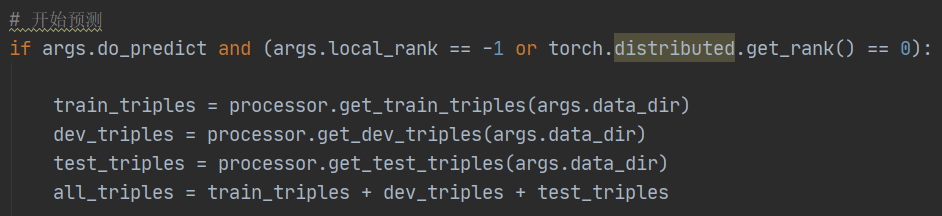 # 开始预测
if args.do_predict and (args.local_rank == -1 or torch.distributed.get_rank() == 0):
train_triples = processor.get_train_triples(args.data_dir)
dev_triples = processor.get_dev_triples(args.data_dir)
test_triples = processor.get_test_triples(args.data_dir)
all_triples = train_triples + dev_triples + test_triples